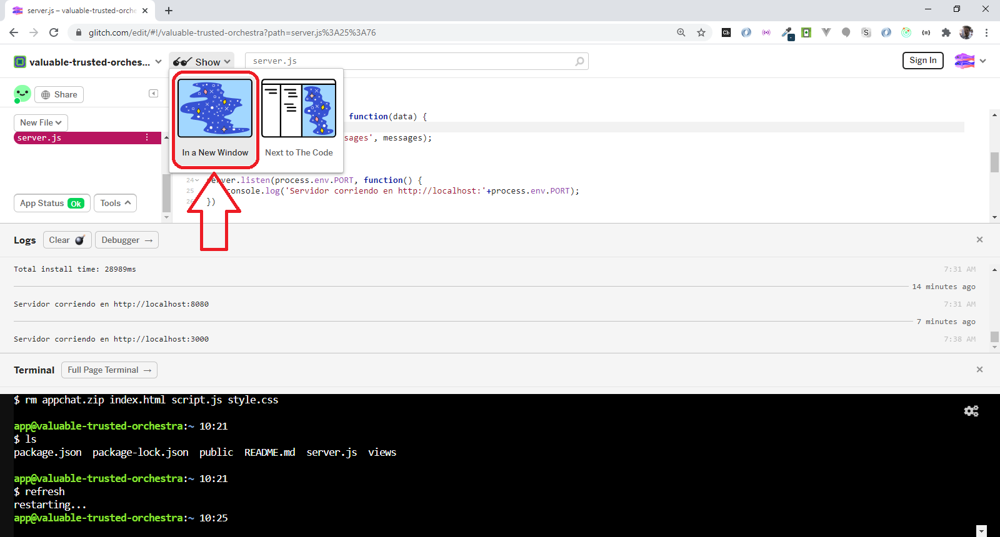 server.js – valuable-trusted-orche
glitch.com/edit/#!/valuable-trusted-orchestra?path=server.js%3A25%3A76
valuable-trusted-orches...
Show
server.js
Sign In
Share
New File
server.js
In a New Window
Next to The Code
function(data) {
sages', messages);
24
server.listen(process.env.PORT, function() {
25
console.log('Servidor corriendo en http://localhost:'+process.env.PORT);
})
App Status Ok
Tools
Logs
Clear
Debugger →
Total install time: 28989ms
7:31 AM
14 minutes ago
Servidor corriendo en http://localhost:8080
7:31 AM
7 minutes ago
Servidor corriendo en http://localhost:3000
7:38 AM
Terminal
Full Page Terminal →
$ rm appchat.zip index.html script.js style.css
app@valuable-trusted-orchestra:~ 10:21
$ ls
package.json package-lock.json public README.md server.js views
app@valuable-trusted-orchestra:~ 10:21
$ refresh
restarting...
app@valuable-trusted-orchestra:~ 10:25